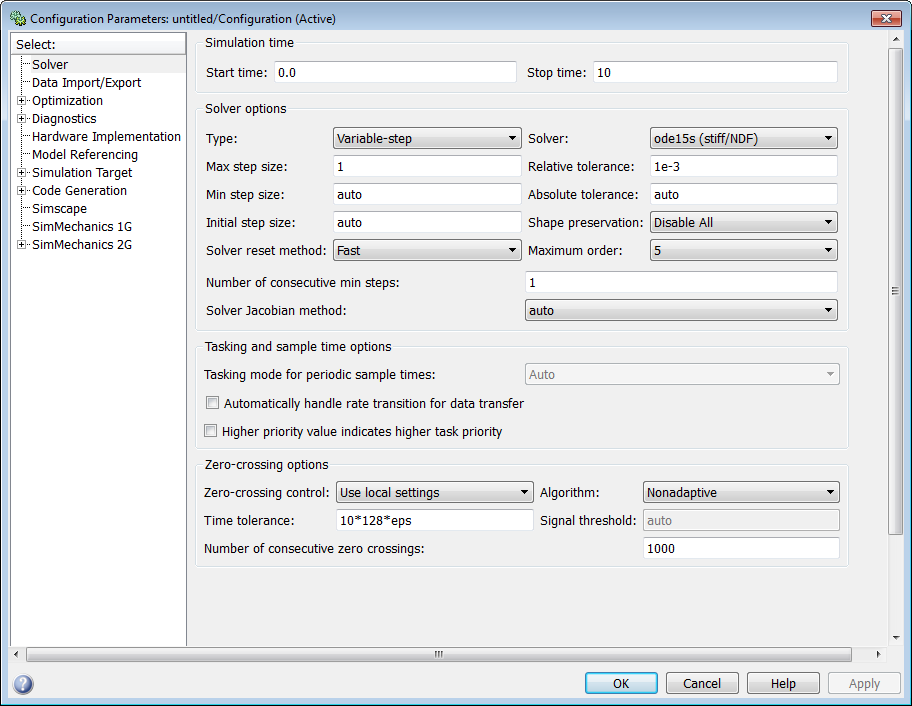 Configuration Parameters: untitled/Configuration (Active)
Select:
Solver
Data Import/Export
Optimization
Diagnostics
Hardware Implementation
Model Referencing
Simulation Target
Code Generation
Simscape
SimMechanics 1G
SimMechanics 2G
Simulation time
Start time: 0.0 Stop time: 10
Solver options
Type: Variable-step Solver: ode15s (stiff/NDF)
Max step size: 1 Relative tolerance: 1e-3
Min step size: auto Absolute tolerance: auto
Initial step size: auto Shape preservation: Disable All
Solver reset method: Fast Maximum order: 5
Number of consecutive min steps: 1
Solver Jacobian method: auto
Tasking and sample time options
Tasking mode for periodic sample times: Auto
Automatically handle rate transition for data transfer
Higher priority value indicates higher task priority
Zero-crossing options
Zero-crossing control: Use local settings Algorithm: Nonadaptive
Time tolerance: 10*128*eps Signal threshold: auto
Number of consecutive zero crossings: 1000
OK Cancel Help Apply